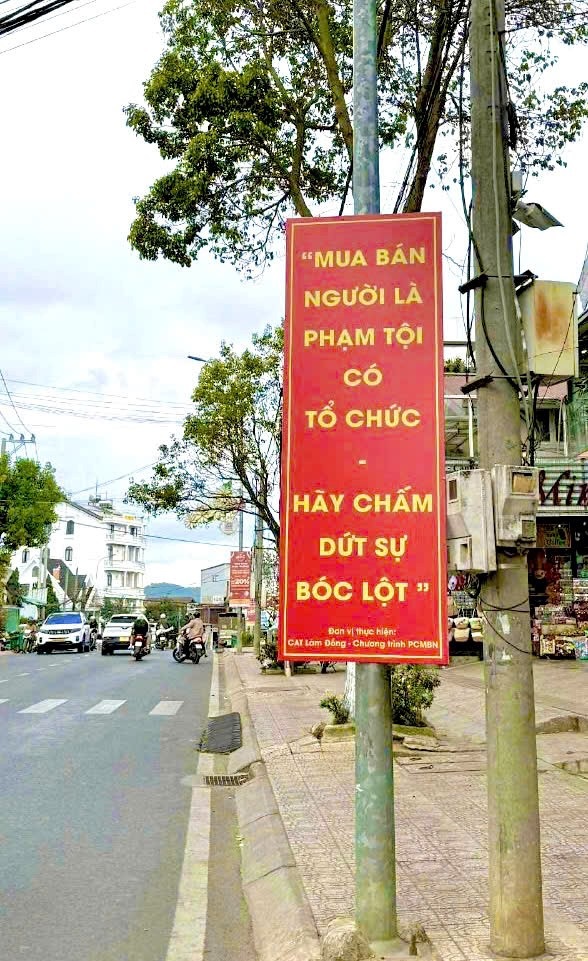 “MUA BÁN
NGƯỜI LÀ
PHẠM TỘI
CÓ
TỔ CHỨC
-
HÃY CHẤM
DỨT SỰ
BÓC LỘT ”
Đơn vị thực hiện:
CAT Lâm Đồng - Chương trình PCMBN
20%